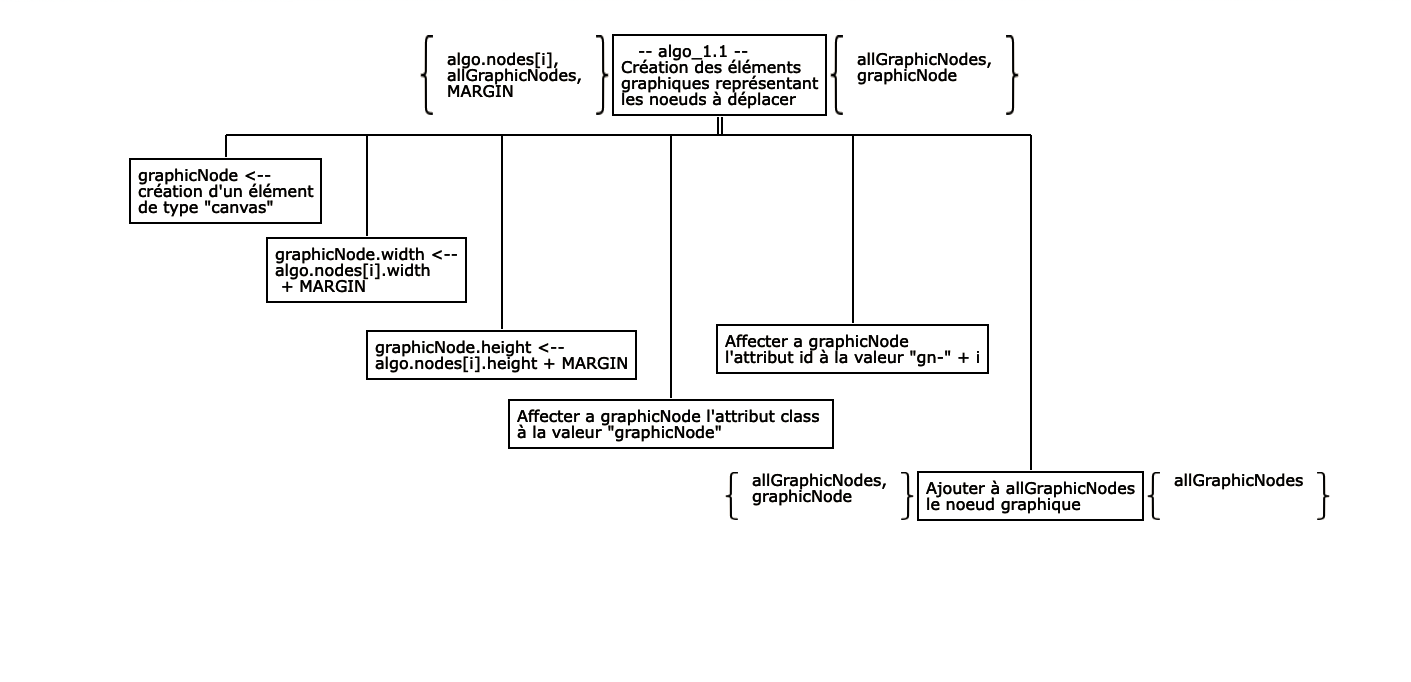 algo.nodes[i],
allGraphicNodes,
MARGIN
-- algo_1.1 --
Création des éléments
graphiques représentant
les noeuds à déplacer
allGraphicNodes,
graphicNode
graphicNode <--
création d'un élément
de type "canvas"
graphicNode.width <--
algo.nodes[i].width
+ MARGIN
graphicNode.height <--
algo.nodes[i].height + MARGIN
Affecter a graphicNode l'attribut class
à la valeur "graphicNode"
Affecter a graphicNode
l'attribut id à la valeur "gn-" + i
allGraphicNodes,
graphicNode
Ajouter à allGraphicNodes
le noeud graphique
allGraphicNodes